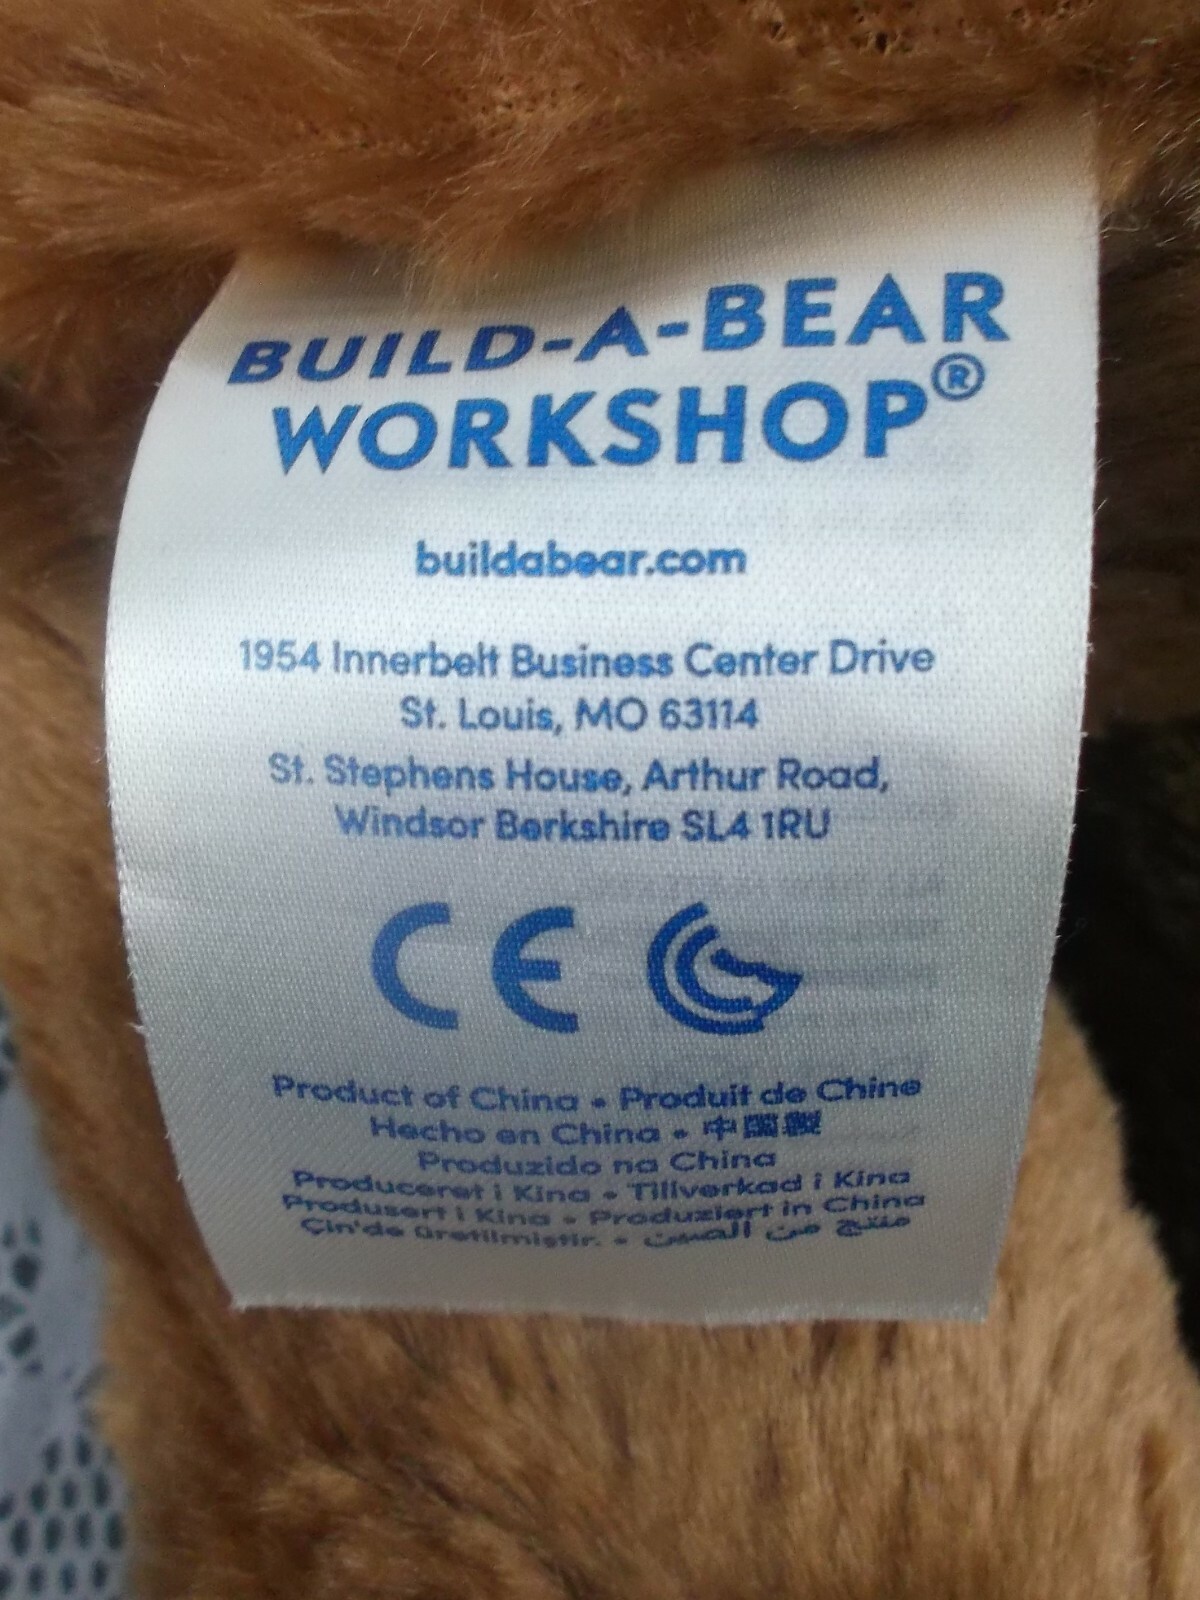 BUILD-A-BEAR
WORKSHOP®
buildabear.com
1954 Innerbelt Business Center Drive
St. Louis, MO 63114
St. Stephens House, Arthur Road,
Windsor Berkshire SL4 1RU
CE
Product of China • Produit de Chine
Hecho en China • 中國製
Produzido na China
Produceret i Kina • Tillverkad i Kina
Produsert i Kina • Produziert in China
Çin'de üretilmiştir. • منتج من الصين